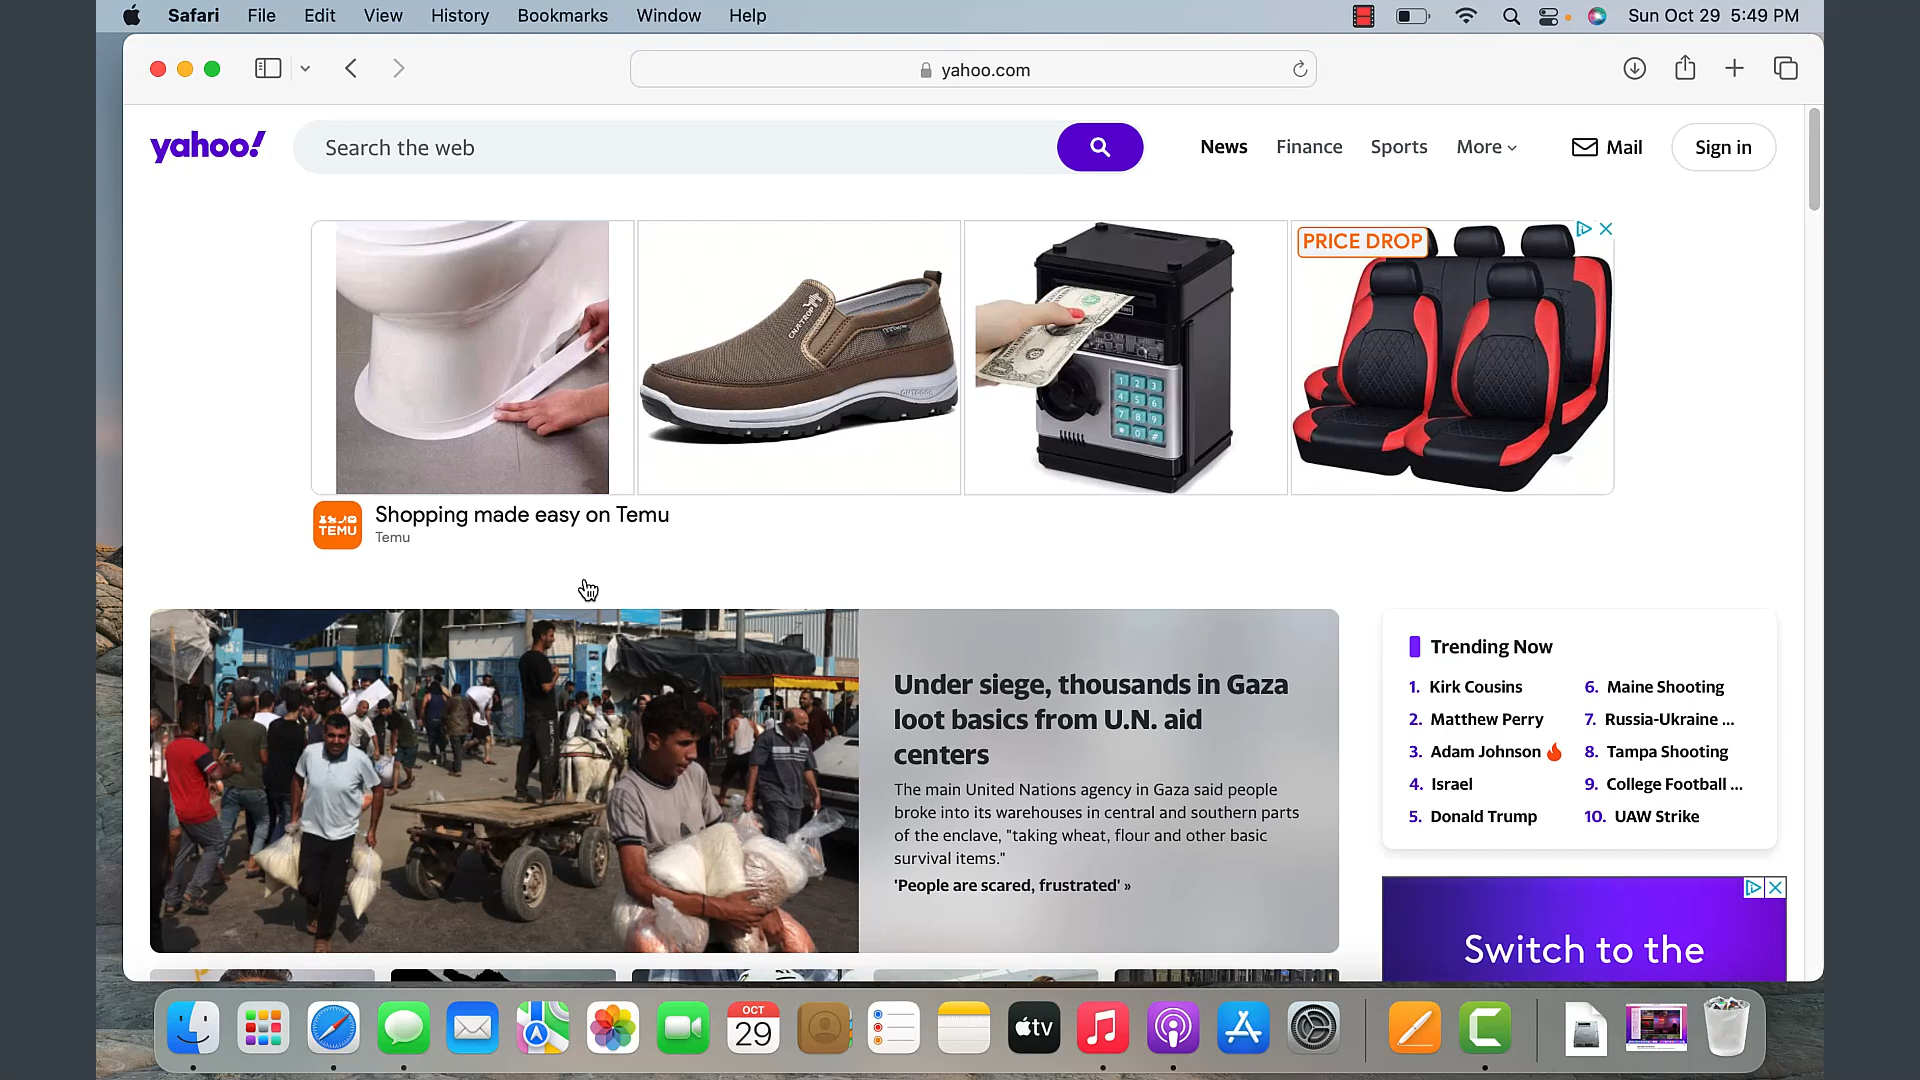 Safari File Edit View History Bookmarks Window Help Sun Oct 29 5:49 PM
yahoo.com
yahoo! Search the web News Finance Sports More Mail Sign in
PRICE DROP
TEMU
Shopping made easy on Temu
Temu
Under siege, thousands in Gaza
loot basics from U.N. aid
centers
The main United Nations agency in Gaza said people
broke into its warehouses in central and southern parts
of the enclave, "taking wheat, flour and other basic
survival items."
'People are scared, frustrated' »
Trending Now
1. Kirk Cousins
2. Matthew Perry
3. Adam Johnson
4. Israel
5. Donald Trump
6. Maine Shooting
7. Russia-Ukraine ...
8. Tampa Shooting
9. College Football ...
10. UAW Strike
Switch to the
OCT
29
tv